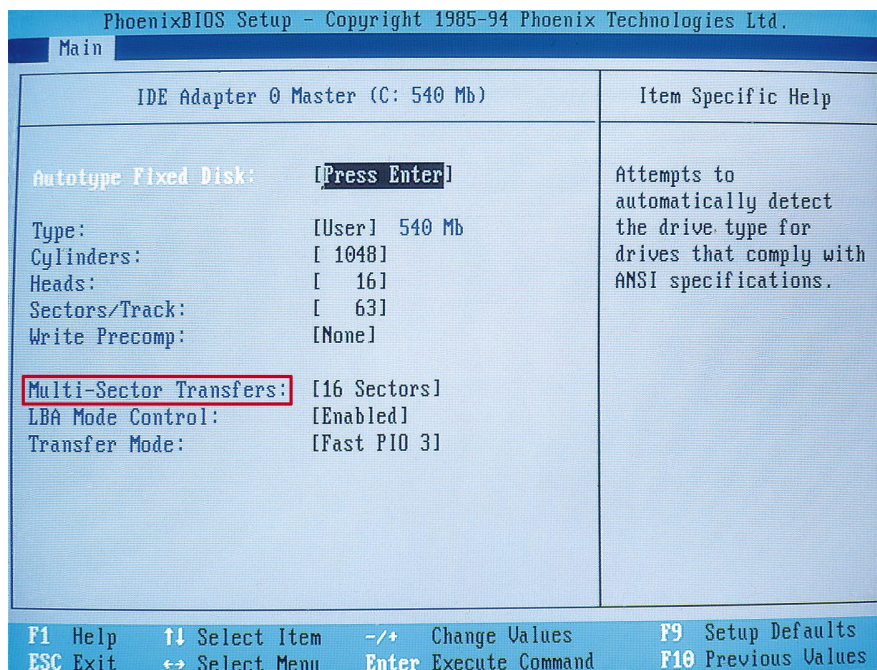 PhoenixBIOS Setup - Copyright 1985-94 Phoenix Technologies Ltd.
Main
IDE Adapter 0 Master (C: 540 Mb)
Item Specific Help
Autotype Fixed Disk: [Press Enter]
Type: [User] 540 Mb
Cylinders: [ 1048]
Heads: [ 16]
Sectors/Track: [ 63]
Write Precomp: [None]
Multi-Sector Transfers: [16 Sectors]
LBA Mode Control: [Enabled]
Transfer Mode: [Fast PIO 3]
Attempts to
automatically detect
the drive type for
drives that comply with
ANSI specifications.
F1 Help ↑↓ Select Item -/+ Change Values F9 Setup Defaults
ESC Exit ↔ Select Menu Enter Execute Command F10 Previous Values